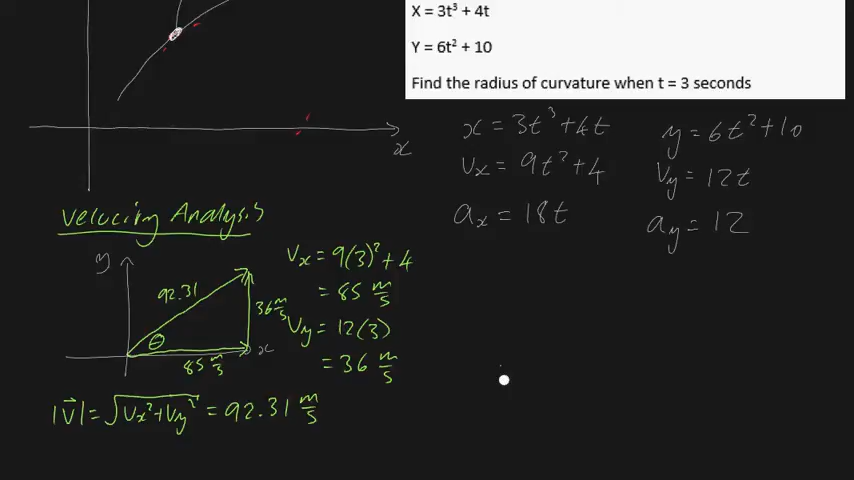 X = 3t³ + 4t
Y = 6t² + 10
Find the radius of curvature when t = 3 seconds
x = 3t³ + 4t
y = 6t² + 10
Vx = 9t² + 4
Vy = 12t
ax = 18t
ay = 12
x
Velocity Analysis
y
92.31
θ
36 m/s
85 m/s
x
Vx = 9(3)² + 4
= 85 m/s
Vy = 12(3)
= 36 m/s
|V⃗| = √Vx² + Vy² = 92.31 m/s